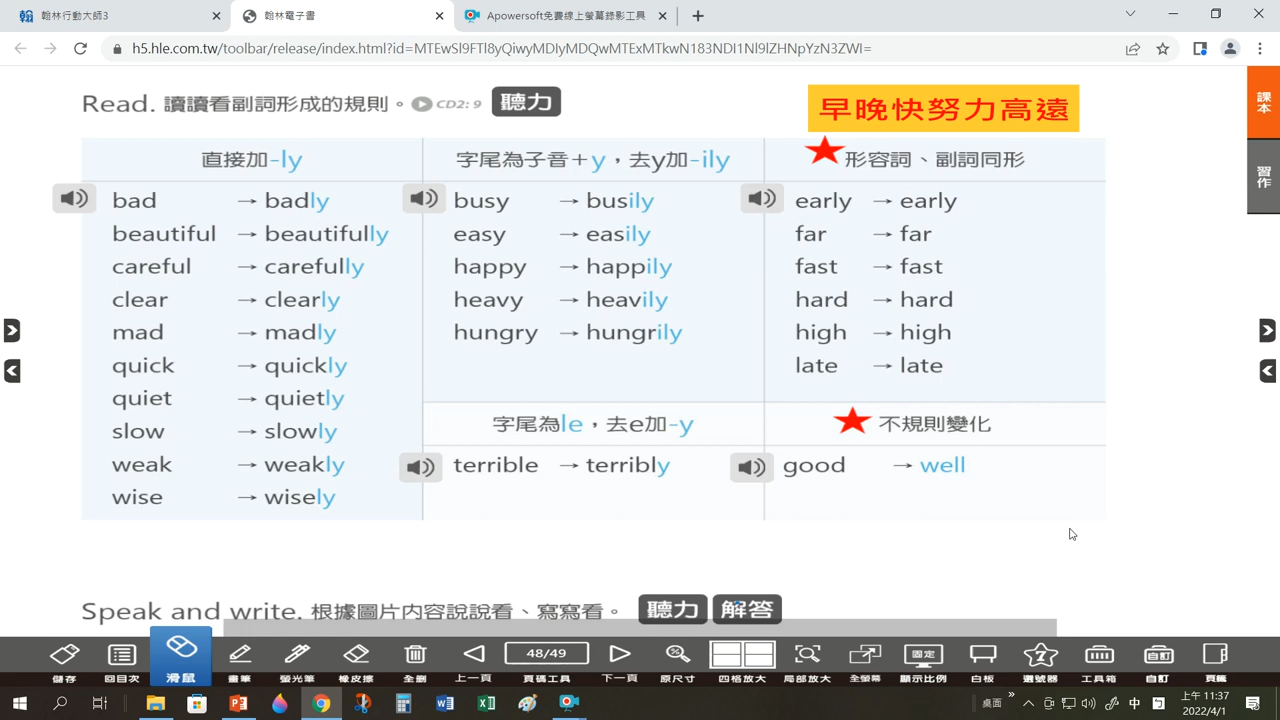 翰林行動大師3
翰林電子書
Apowersoft免費線上螢幕錄影工具
h5.hle.com.tw/toolbar/release/index.html?id=MTEwSl9FTl8yQiwyMDIyMDQwMTExMTkwN183NDI1Nl9lZHNpYzN3ZWI=
Read. 讀讀看副詞形成的規則。 CD2: 9 聽力
早晚快努力高遠
課本
習作
直接加-ly
bad → badly
beautiful → beautifully
careful → carefully
clear → clearly
mad → madly
quick → quickly
quiet → quietly
slow → slowly
weak → weakly
wise → wisely
字尾為子音+y，去y加-ily
busy → busily
easy → easily
happy → happily
heavy → heavily
hungry → hungrily
字尾為le，去e加-y
terrible → terribly
形容詞、副詞同形
early → early
far → far
fast → fast
hard → hard
high → high
late → late
不規則變化
good → well
Speak and write. 根據圖片內容說說看、寫寫看。 聽力 解答
儲存 回目次 滑鼠 畫筆 螢光筆 橡皮擦 全刪 上一頁 48/49 頁碼工具 下一頁 原尺寸 四格放大 局部放大 全螢幕 固定 顯示比例 白板 選號器 工具箱 自訂 自訂 頁籤
桌面 中 上午 11:37
2022/4/1